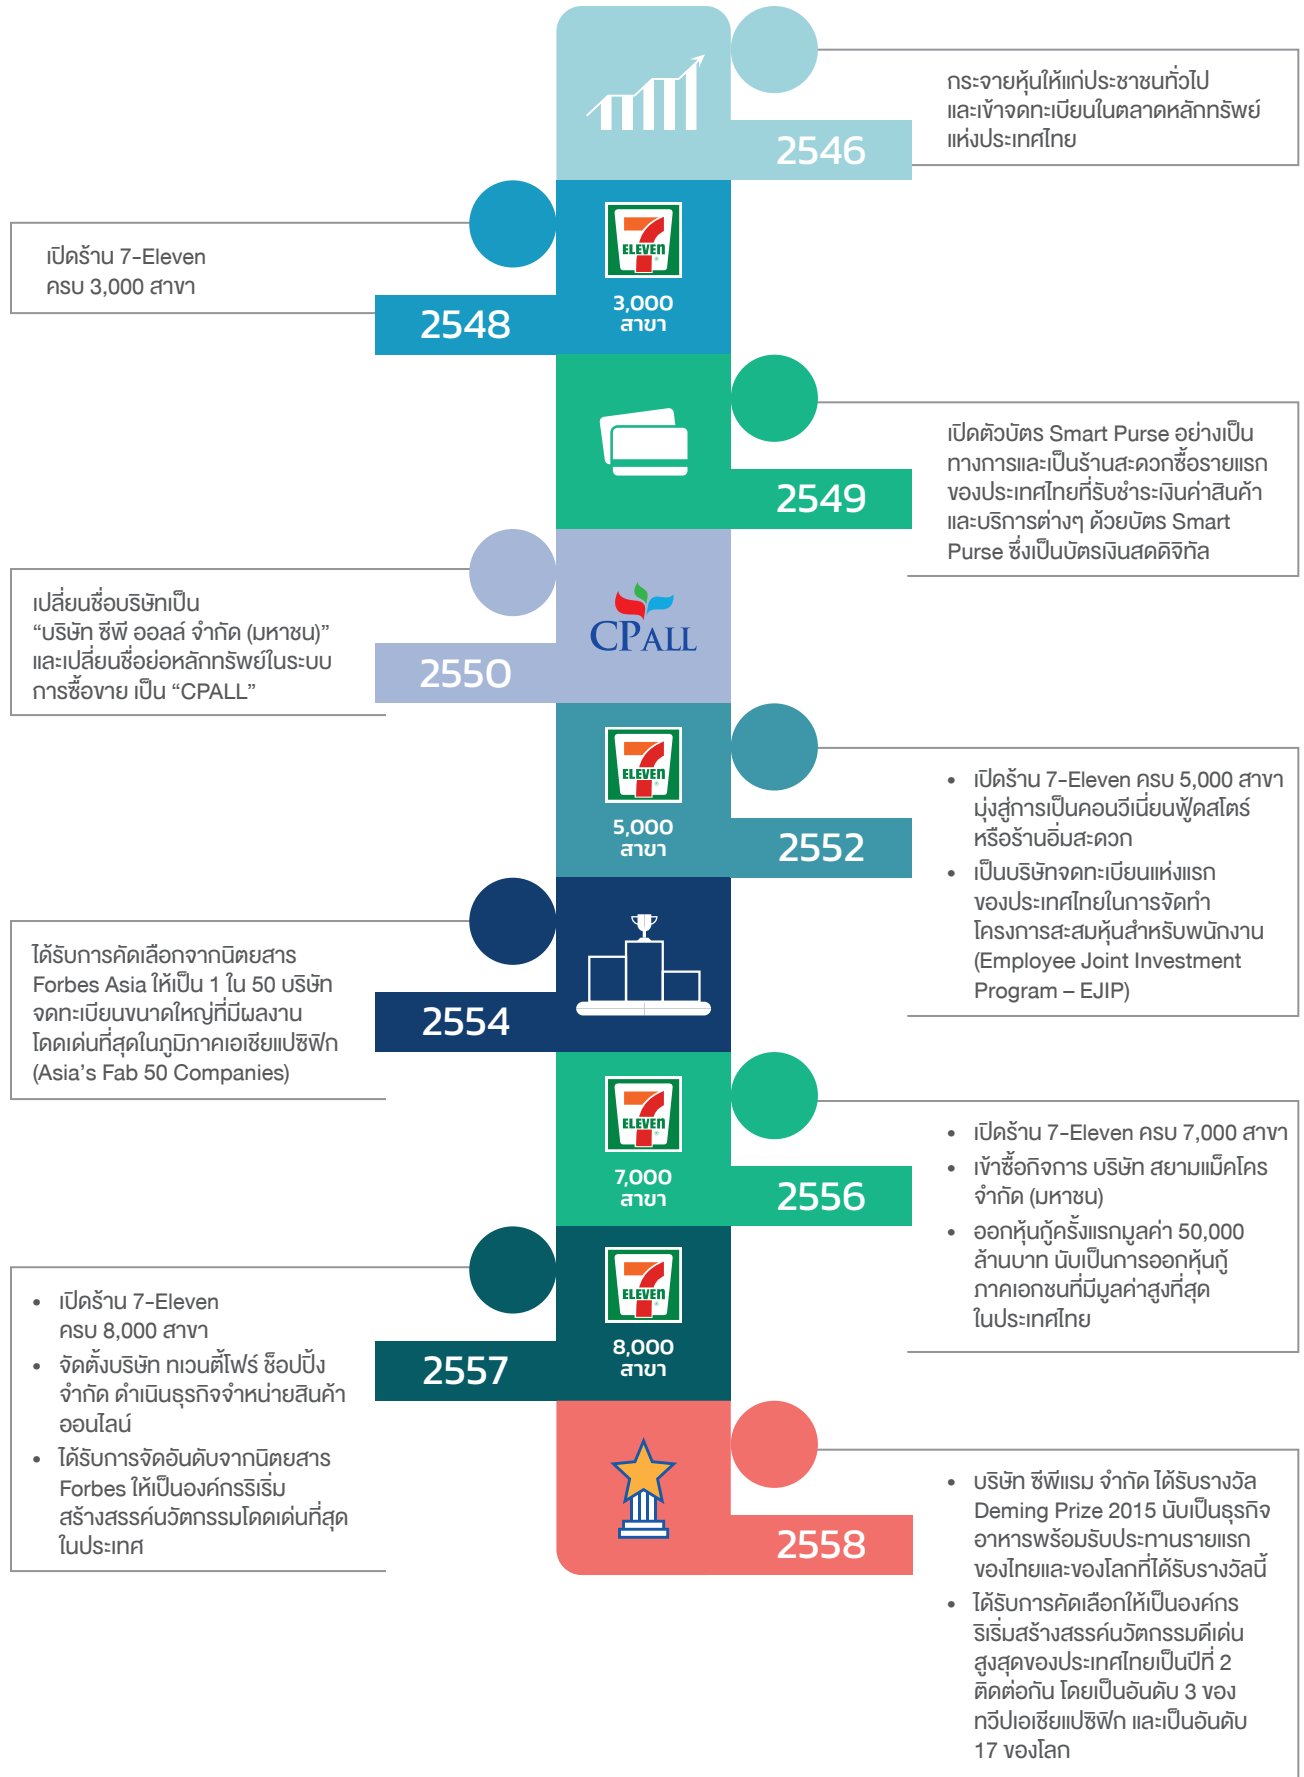 กระจายหุ้นให้แก่ประชาชนทั่วไป
และเข้าจดทะเบียนในตลาดหลักทรัพย์
แห่งประเทศไทย
2546
เปิดร้าน 7-Eleven
ครบ 3,000 สาขา
2548
7
ELEVEn
3,000
สาขา
เปิดตัวบัตร Smart Purse อย่างเป็น
ทางการและเป็นร้านสะดวกซื้อรายแรก
ของประเทศไทยที่รับชำระเงินค่าสินค้า
และบริการต่างๆ ด้วยบัตร Smart
Purse ซึ่งเป็นบัตรเงินสดดิจิทัล
2549
เปลี่ยนชื่อบริษัทเป็น
“บริษัท ซีพี ออลล์ จำกัด (มหาชน)”
และเปลี่ยนชื่อย่อหลักทรัพย์ในระบบ
การซื้อขาย เป็น “CPALL”
2550
CPALL
• เปิดร้าน 7-Eleven ครบ 5,000 สาขา
มุ่งสู่การเป็นคอนวีเนี่ยนฟู้ดสโตร์
หรือร้านอิ่มสะดวก
• เป็นบริษัทจดทะเบียนแห่งแรก
ของประเทศไทยในการจัดทำ
โครงการสะสมหุ้นสำหรับพนักงาน
(Employee Joint Investment
Program – EJIP)
7
ELEVEn
5,000
สาขา
2552
ได้รับการคัดเลือกจากนิตยสาร
Forbes Asia ให้เป็น 1 ใน 50 บริษัท
จดทะเบียนขนาดใหญ่ที่มีผลงาน
โดดเด่นที่สุดในภูมิภาคเอเชียแปซิฟิก
(Asia’s Fab 50 Companies)
2554
• เปิดร้าน 7-Eleven ครบ 7,000 สาขา
• เข้าซื้อกิจการ บริษัท สยามแม็คโคร
จำกัด (มหาชน)
• ออกหุ้นกู้ครั้งแรกมูลค่า 50,000
ล้านบาท นับเป็นการออกหุ้นกู้
ภาคเอกชนที่มีมูลค่าสูงที่สุด
ในประเทศไทย
7
ELEVEn
7,000
สาขา
2556
• เปิดร้าน 7-Eleven
ครบ 8,000 สาขา
• จัดตั้งบริษัท ทเวนตี้โฟร์ ช็อปปิ้ง
จำกัด ดำเนินธุรกิจจำหน่ายสินค้า
ออนไลน์
• ได้รับการจัดอันดับจากนิตยสาร
Forbes ให้เป็นองค์กรริเริ่ม
สร้างสรรค์นวัตกรรมโดดเด่นที่สุด
ในประเทศ
2557
7
ELEVEn
8,000
สาขา
• บริษัท ซีพีแรม จำกัด ได้รับรางวัล
Deming Prize 2015 นับเป็นธุรกิจ
อาหารพร้อมรับประทานรายแรก
ของไทยและของโลกที่ได้รับรางวัลนี้
• ได้รับการคัดเลือกให้เป็นองค์กร
ริเริ่มสร้างสรรค์นวัตกรรมดีเด่น
สูงสุดของประเทศไทยเป็นปีที่ 2
ติดต่อกัน โดยเป็นอันดับ 3 ของ
ทวีปเอเชียแปซิฟิก และเป็นอันดับ
17 ของโลก
2558